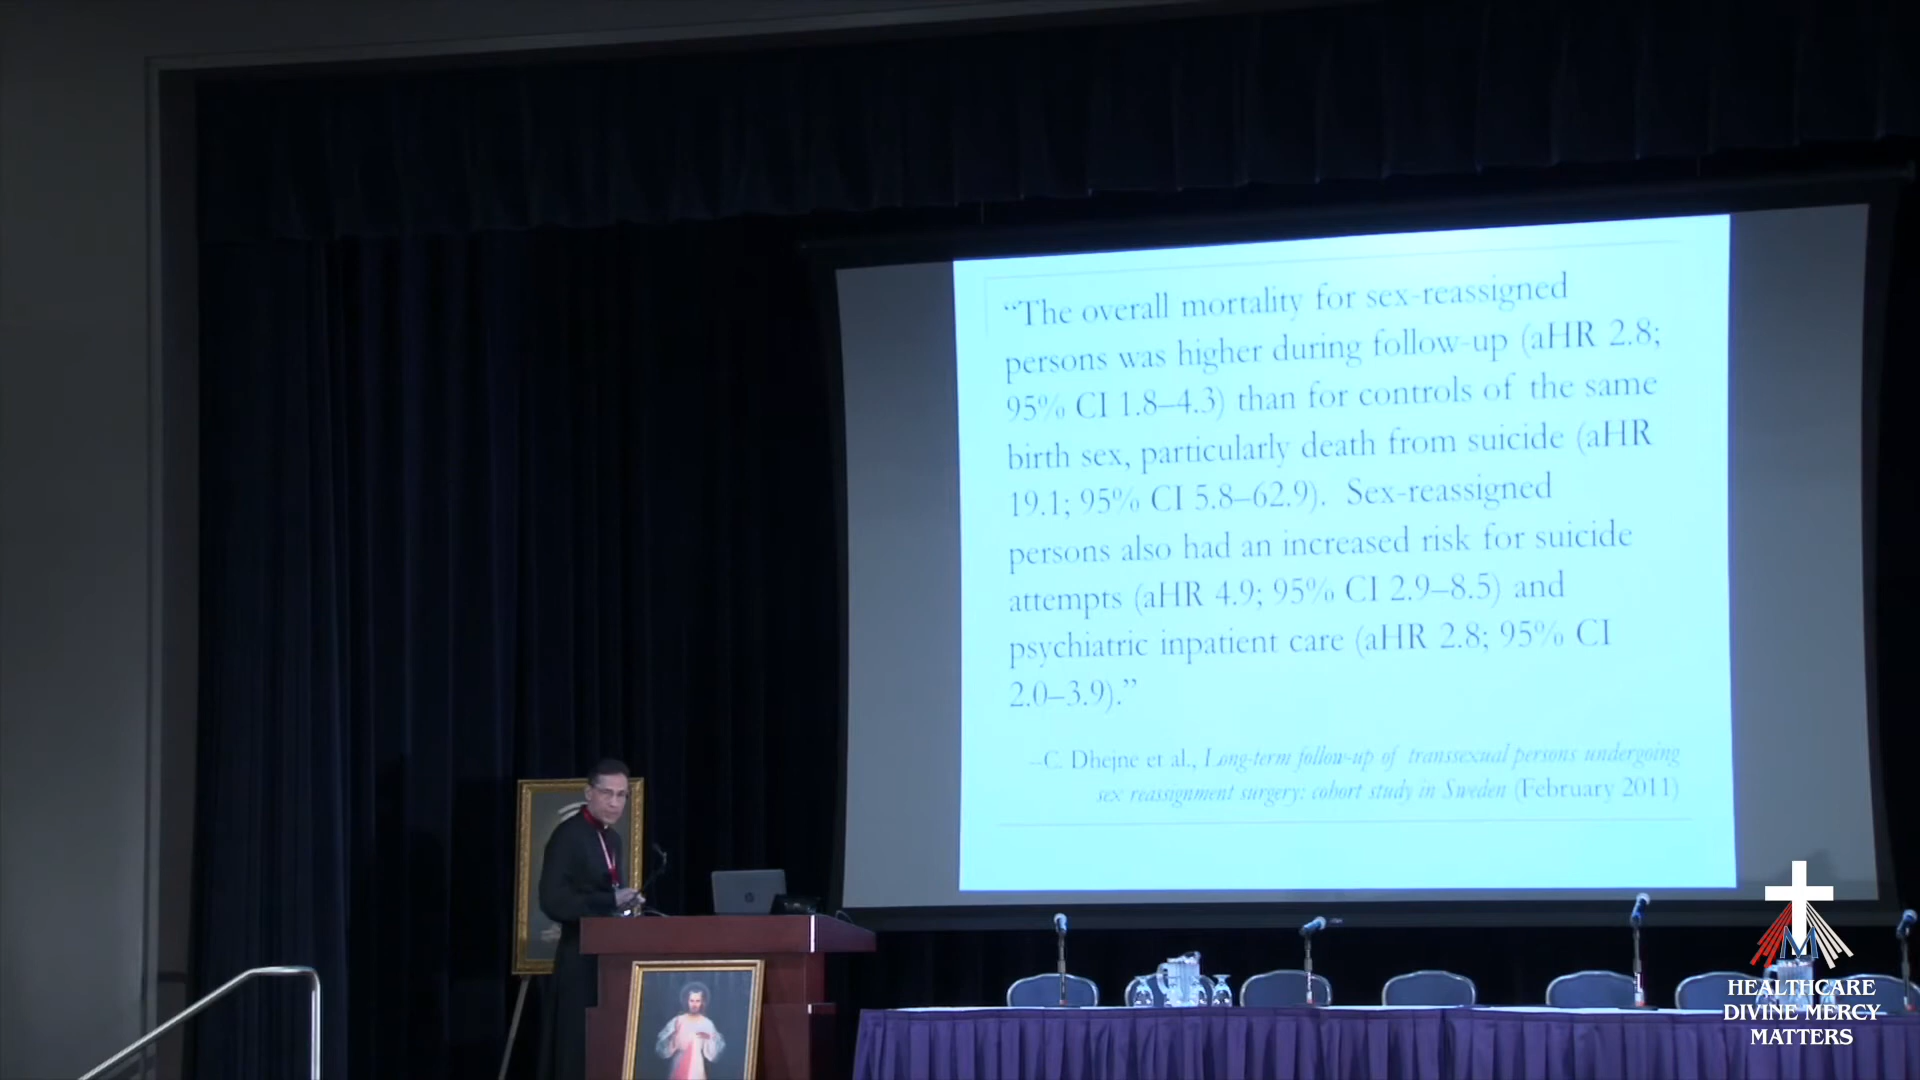 “The overall mortality for sex-reassigned
persons was higher during follow-up (aHR 2.8;
95% CI 1.8–4.3) than for controls of the same
birth sex, particularly death from suicide (aHR
19.1; 95% CI 5.8–62.9). Sex-reassigned
persons also had an increased risk for suicide
attempts (aHR 4.9; 95% CI 2.9–8.5) and
psychiatric inpatient care (aHR 2.8; 95% CI
2.0–3.9).”
–C. Dhejne et al., Long-term follow-up of transsexual persons undergoing
sex reassignment surgery: cohort study in Sweden (February 2011)
M
HEALTHCARE
DIVINE MERCY
MATTERS